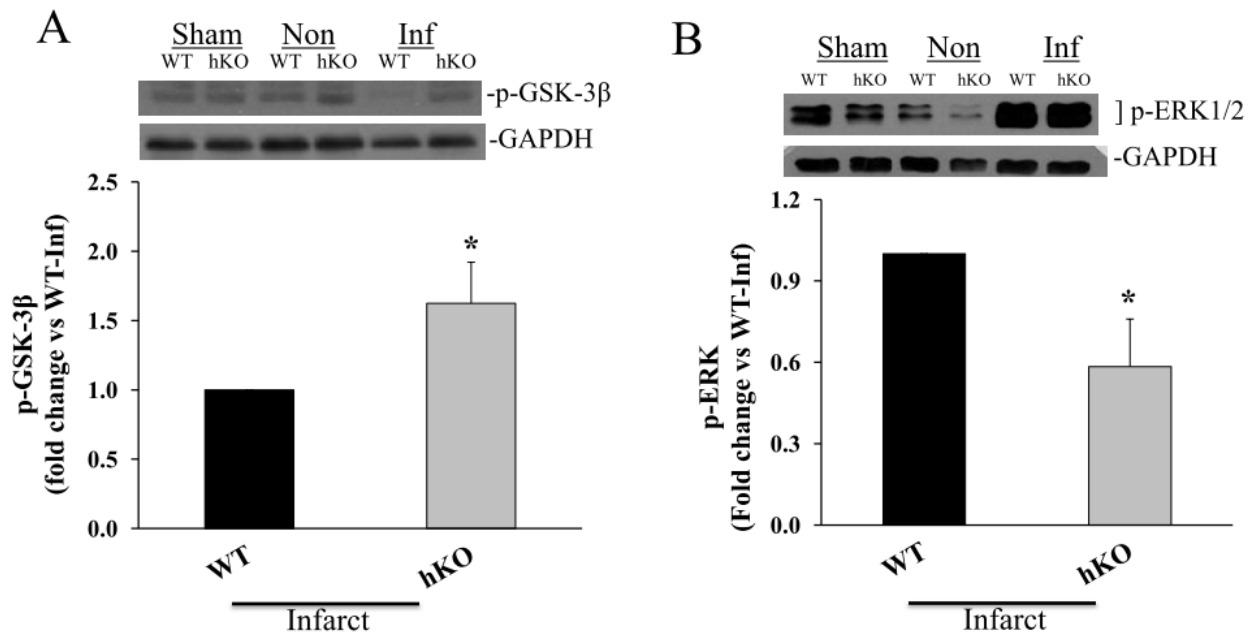 A
Sham Non Inf
WT hKO WT hKO WT hKO
-p-GSK-3β
-GAPDH
2.5
2.0
1.5
1.0
0.5
0.0
p-GSK-3β
(fold change vs WT-Inf)
*
WT hKO
Infarct
B
Sham Non Inf
WT hKO WT hKO WT hKO
] p-ERK1/2
-GAPDH
1.2
0.9
0.6
0.3
0.0
p-ERK
(Fold change vs WT-Inf)
*
WT hKO
Infarct